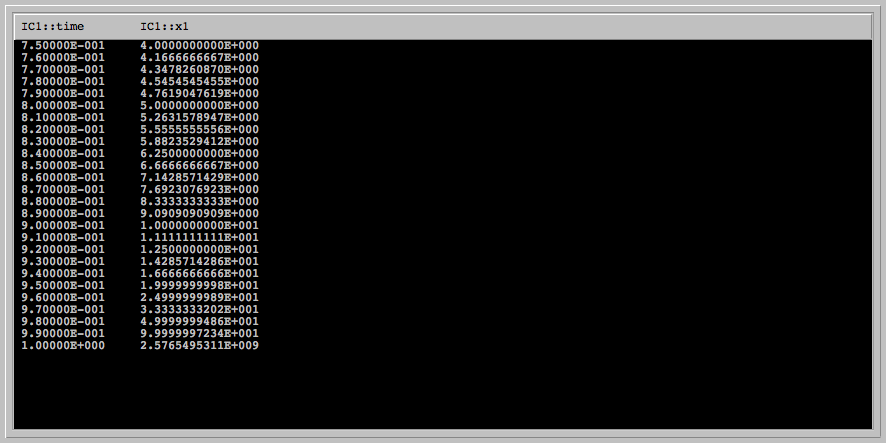 IC1::time IC1::x1
7.50000E-001 4.0000000000E+000
7.60000E-001 4.1666666667E+000
7.70000E-001 4.3478260870E+000
7.80000E-001 4.5454545455E+000
7.90000E-001 4.7619047619E+000
8.00000E-001 5.0000000000E+000
8.10000E-001 5.2631578947E+000
8.20000E-001 5.5555555556E+000
8.30000E-001 5.8823529412E+000
8.40000E-001 6.2500000000E+000
8.50000E-001 6.6666666667E+000
8.60000E-001 7.1428571429E+000
8.70000E-001 7.6923076923E+000
8.80000E-001 8.3333333333E+000
8.90000E-001 9.0909090909E+000
9.00000E-001 1.0000000000E+001
9.10000E-001 1.1111111111E+001
9.20000E-001 1.2500000000E+001
9.30000E-001 1.4285714286E+001
9.40000E-001 1.6666666666E+001
9.50000E-001 1.9999999998E+001
9.60000E-001 2.4999999989E+001
9.70000E-001 3.3333333202E+001
9.80000E-001 4.9999999486E+001
9.90000E-001 9.9999997234E+001
1.00000E+000 2.5765495311E+009